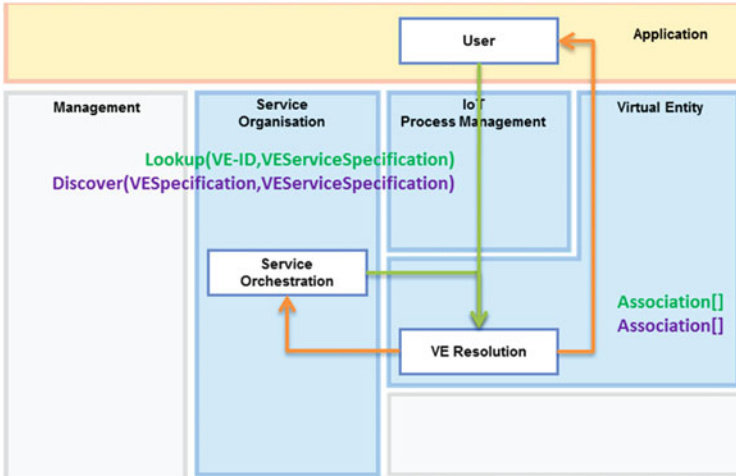 User
Application
Management
Service
Organisation
IoT
Process Management
Virtual Entity
Lookup(VE-ID,VEServiceSpecification)
Discover(VESpecification,VEServiceSpecification)
Service
Orchestration
Association[]
Association[]
VE Resolution